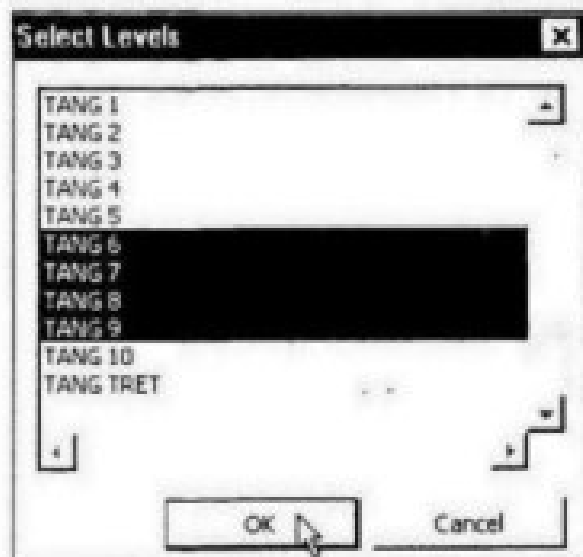 Select Levels
TANG 1
TANG 2
TANG 3
TANG 4
TANG 5
TANG 6
TANG 7
TANG 8
TANG 9
TANG 10
TANG TRET
OK
Cancel